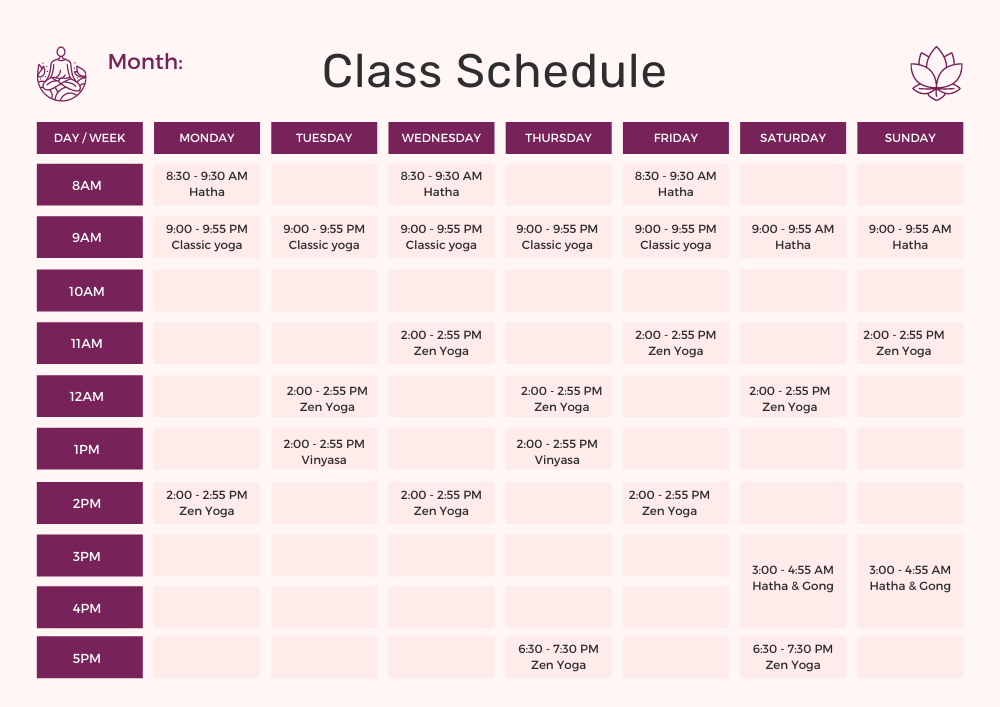 Month:
Class Schedule
DAY / WEEK MONDAY TUESDAY WEDNESDAY THURSDAY FRIDAY SATURDAY SUNDAY
8AM
8:30 - 9:30 AM
Hatha
8:30 - 9:30 AM
Hatha
8:30 - 9:30 AM
Hatha
9AM
9:00 - 9:55 PM
Classic yoga
9:00 - 9:55 PM
Classic yoga
9:00 - 9:55 PM
Classic yoga
9:00 - 9:55 PM
Classic yoga
9:00 - 9:55 PM
Classic yoga
9:00 - 9:55 AM
Hatha
9:00 - 9:55 AM
Hatha
10AM
11AM
2:00 - 2:55 PM
Zen Yoga
2:00 - 2:55 PM
Zen Yoga
2:00 - 2:55 PM
Zen Yoga
12AM
2:00 - 2:55 PM
Zen Yoga
2:00 - 2:55 PM
Zen Yoga
2:00 - 2:55 PM
Zen Yoga
1PM
2:00 - 2:55 PM
Vinyasa
2:00 - 2:55 PM
Vinyasa
2PM
2:00 - 2:55 PM
Zen Yoga
2:00 - 2:55 PM
Zen Yoga
2:00 - 2:55 PM
Zen Yoga
3PM
3:00 - 4:55 AM
Hatha & Gong
3:00 - 4:55 AM
Hatha & Gong
4PM
5PM
6:30 - 7:30 PM
Zen Yoga
6:30 - 7:30 PM
Zen Yoga